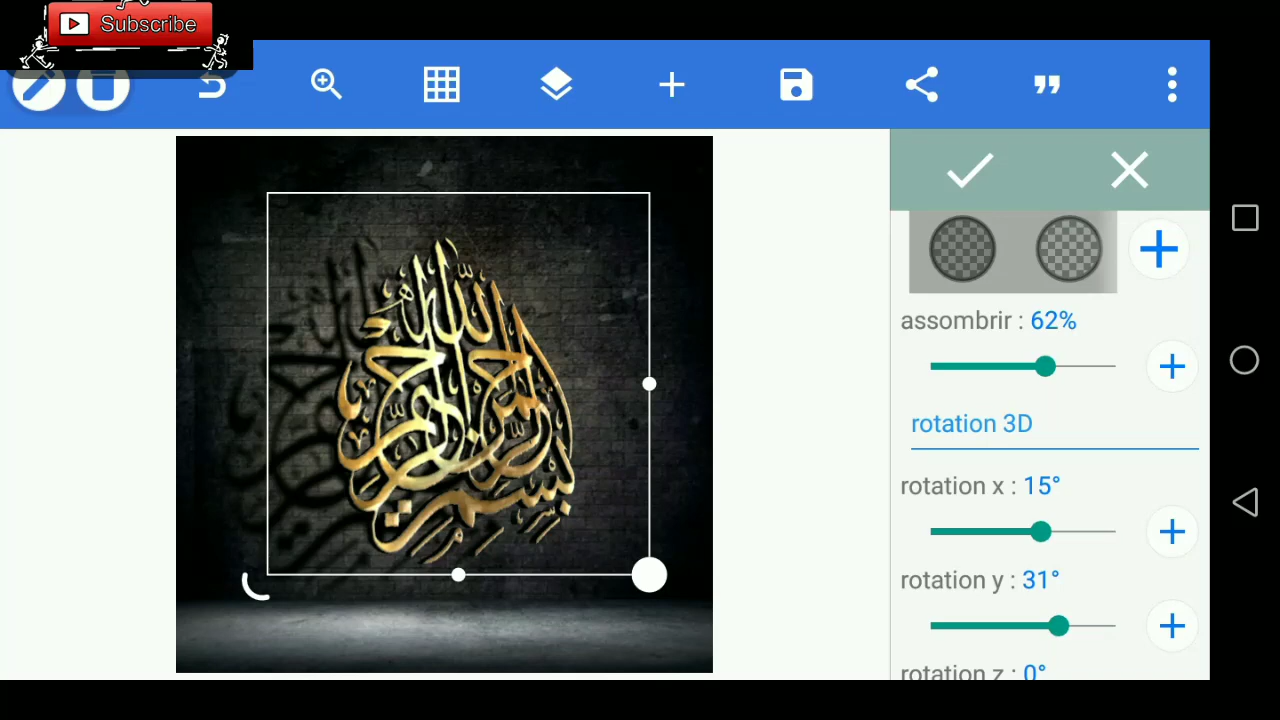 Subscribe
بسم الله الرحمن الرحيم
assombrir : 62%
rotation 3D
rotation x : 15°
rotation y : 31°
rotation z : 0°